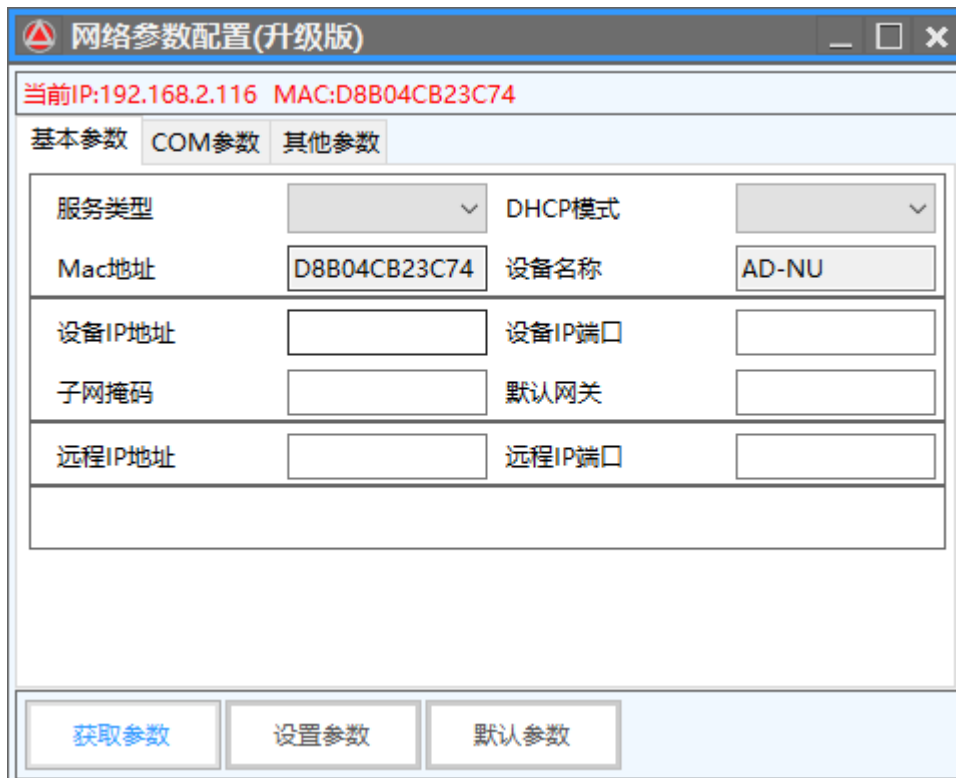 网络参数配置(升级版)
当前IP:192.168.2.116 MAC:D8B04CB23C74
基本参数 COM参数 其他参数
服务类型 DHCP模式
Mac地址 D8B04CB23C74 设备名称 AD-NU
设备IP地址 设备IP端口
子网掩码 默认网关
远程IP地址 远程IP端口
获取参数 设置参数 默认参数